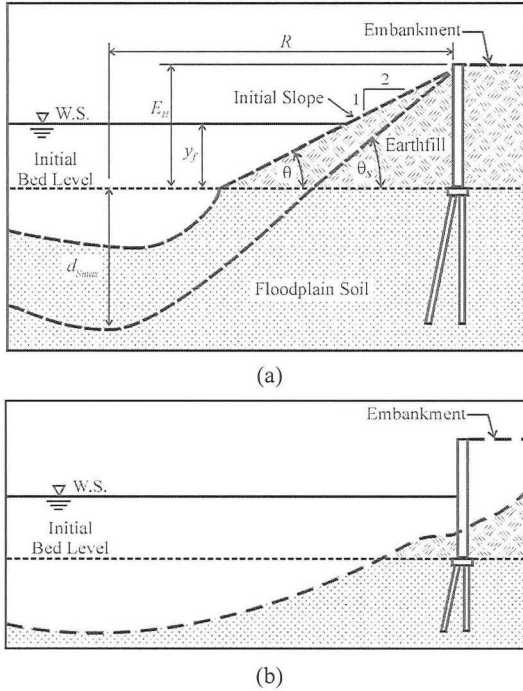 R
Embankment
W.S.
E_H
Initial Slope
1
2
Initial
Bed Level
y_f
θ
θ_s
Earthfill
d_Smax
Floodplain Soil
(a)
Embankment
W.S.
Initial
Bed Level
(b)